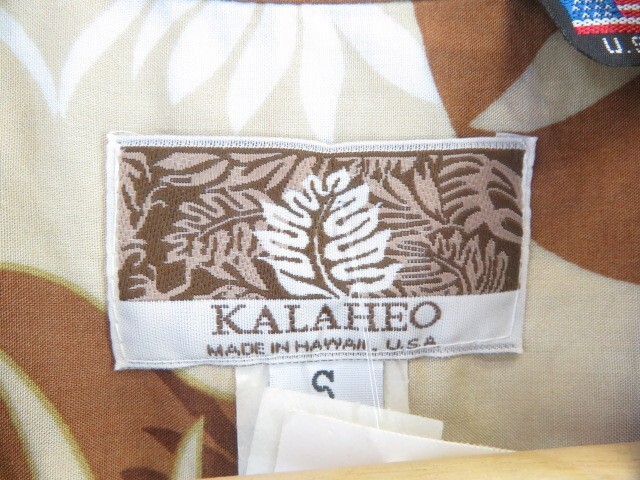 U.S
KALAHEO
MADE IN HAWAII, U.S.A
S